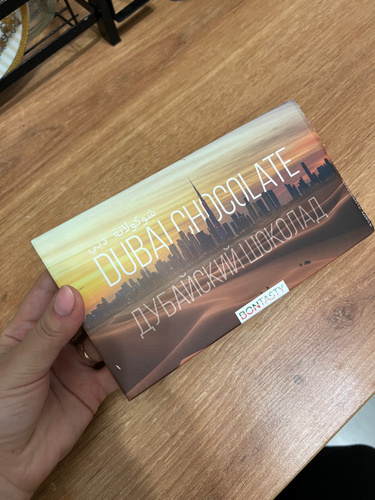 شوكولاتة دبي
DUBAI CHOCOLATE
ДУБАЙСКИЙ ШОКОЛАД
BONTASTY